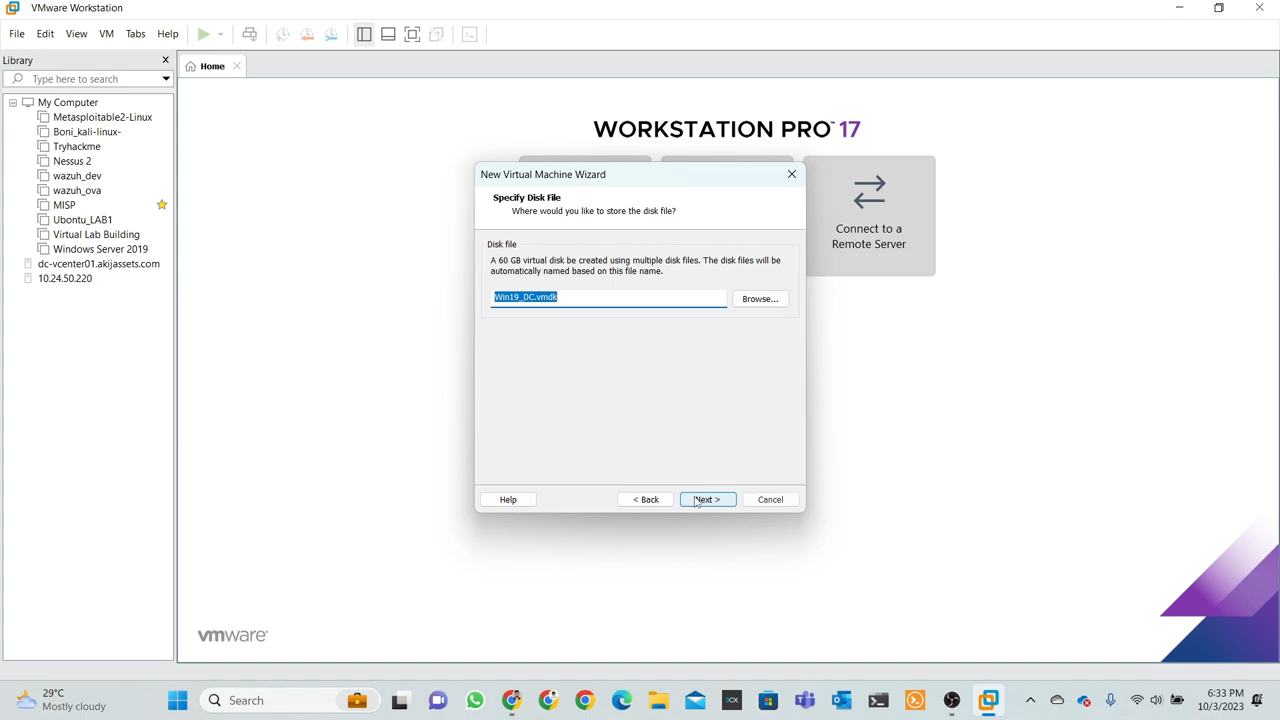 VMware Workstation
File Edit View VM Tabs Help
Library
Type here to search
My Computer
Metasploitable2-Linux
Boni_kali-linux-
Tryhackme
Nessus 2
wazuh_dev
wazuh_ova
MISP
Ubontu_LAB1
Virtual Lab Building
Windows Server 2019
dc-vcenter01.akijassets.com
10.24.50.220
Home
WORKSTATION PRO™ 17
Connect to a
Remote Server
New Virtual Machine Wizard
Specify Disk File
Where would you like to store the disk file?
Disk file
A 60 GB virtual disk be created using multiple disk files. The disk files will be
automatically named based on this file name.
Win19_DC.vmdk
Browse...
Help
< Back
Next >
Cancel
vmware®
29°C
Mostly cloudy
Search
6:33 PM
10/3/2023